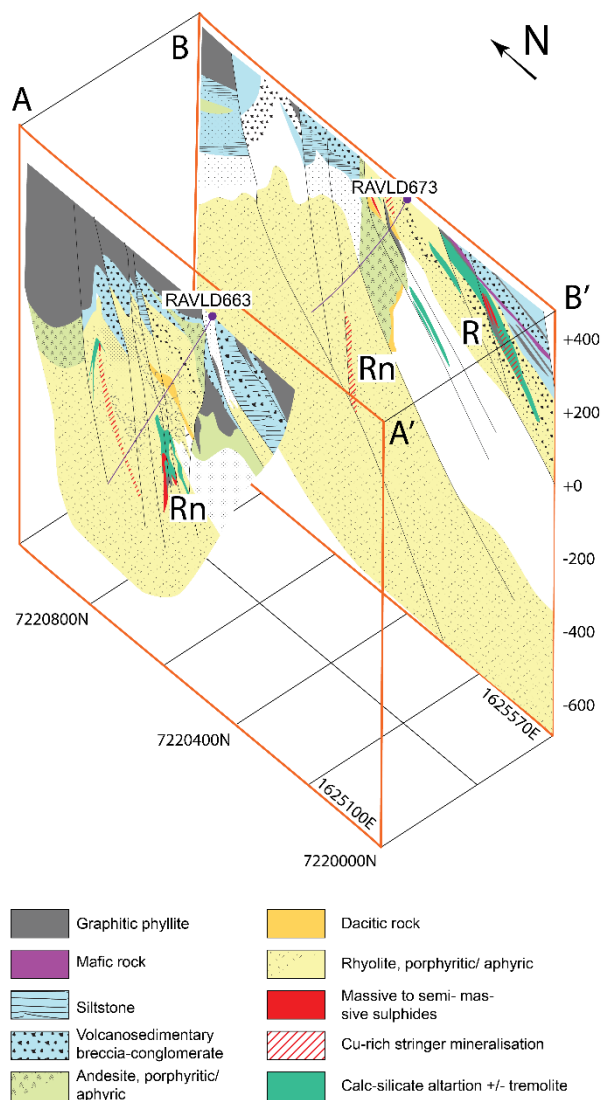 B
N
A
RAVLD673
RAVLD663
B'
+400
R
Rn
A'
+200
+0
Rn
-200
-400
7220800N
-600
1625570E
7220400N
1625100E
7220000N
Graphitic phyllite
Mafic rock
Siltstone
Volcanosedimentary
breccia-conglomerate
Andesite, porphyritic/
aphyric
Dacitic rock
Rhyolite, porphyritic/ aphyric
Massive to semi- mas-
sive sulphides
Cu-rich stringer mineralisation
Calc-silicate altartion +/- tremolite